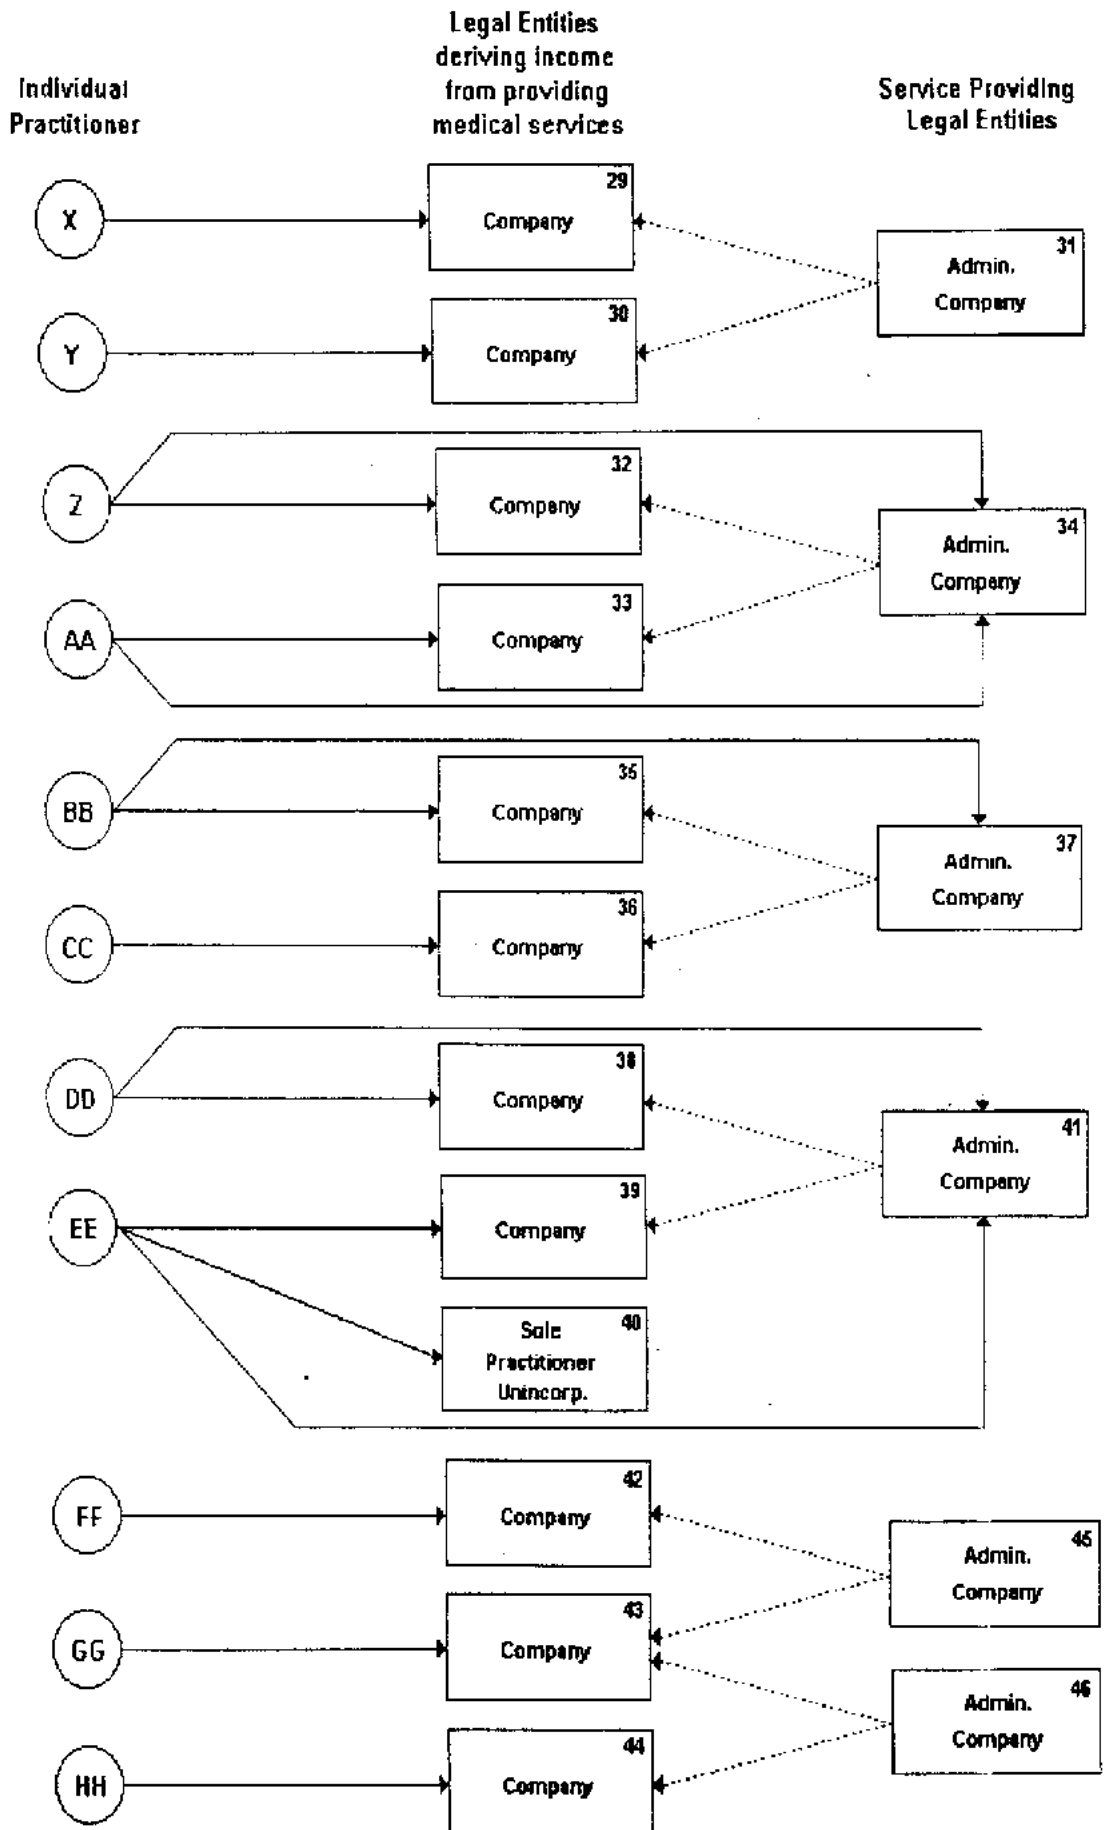 Legal Entities
deriving income
from providing
medical services
Individual
Practitioner
Service Providing
Legal Entities
X
29
Company
31
Admin.
Company
Y
30
Company
Z
32
Company
34
Admin.
Company
AA
33
Company
BB
35
Company
37
Admin.
Company
CC
36
Company
DD
38
Company
41
Admin.
Company
EE
39
Company
40
Sole
Practitioner
Unincorp.
FF
42
Company
45
Admin.
Company
GG
43
Company
46
Admin.
Company
HH
44
Company